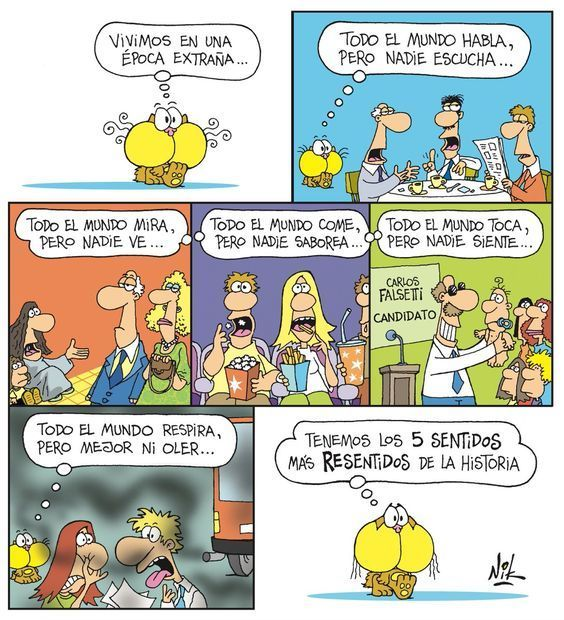 VIVIMOS EN UNA
ÉPOCA EXTRAÑA...
TODO EL MUNDO HABLA,
PERO NADIE ESCUCHA...
TODO EL MUNDO MIRA,
PERO NADIE VE...
TODO EL MUNDO COME,
PERO NADIE SABOREA...
TODO EL MUNDO TOCA,
PERO NADIE SIENTE...
CARLOS
FALSETTI
CANDIDATO
TODO EL MUNDO RESPIRA,
PERO MEJOR NI OLER...
TENEMOS LOS 5 SENTIDOS
MÁS RESENTIDOS DE LA HISTORIA
NIK